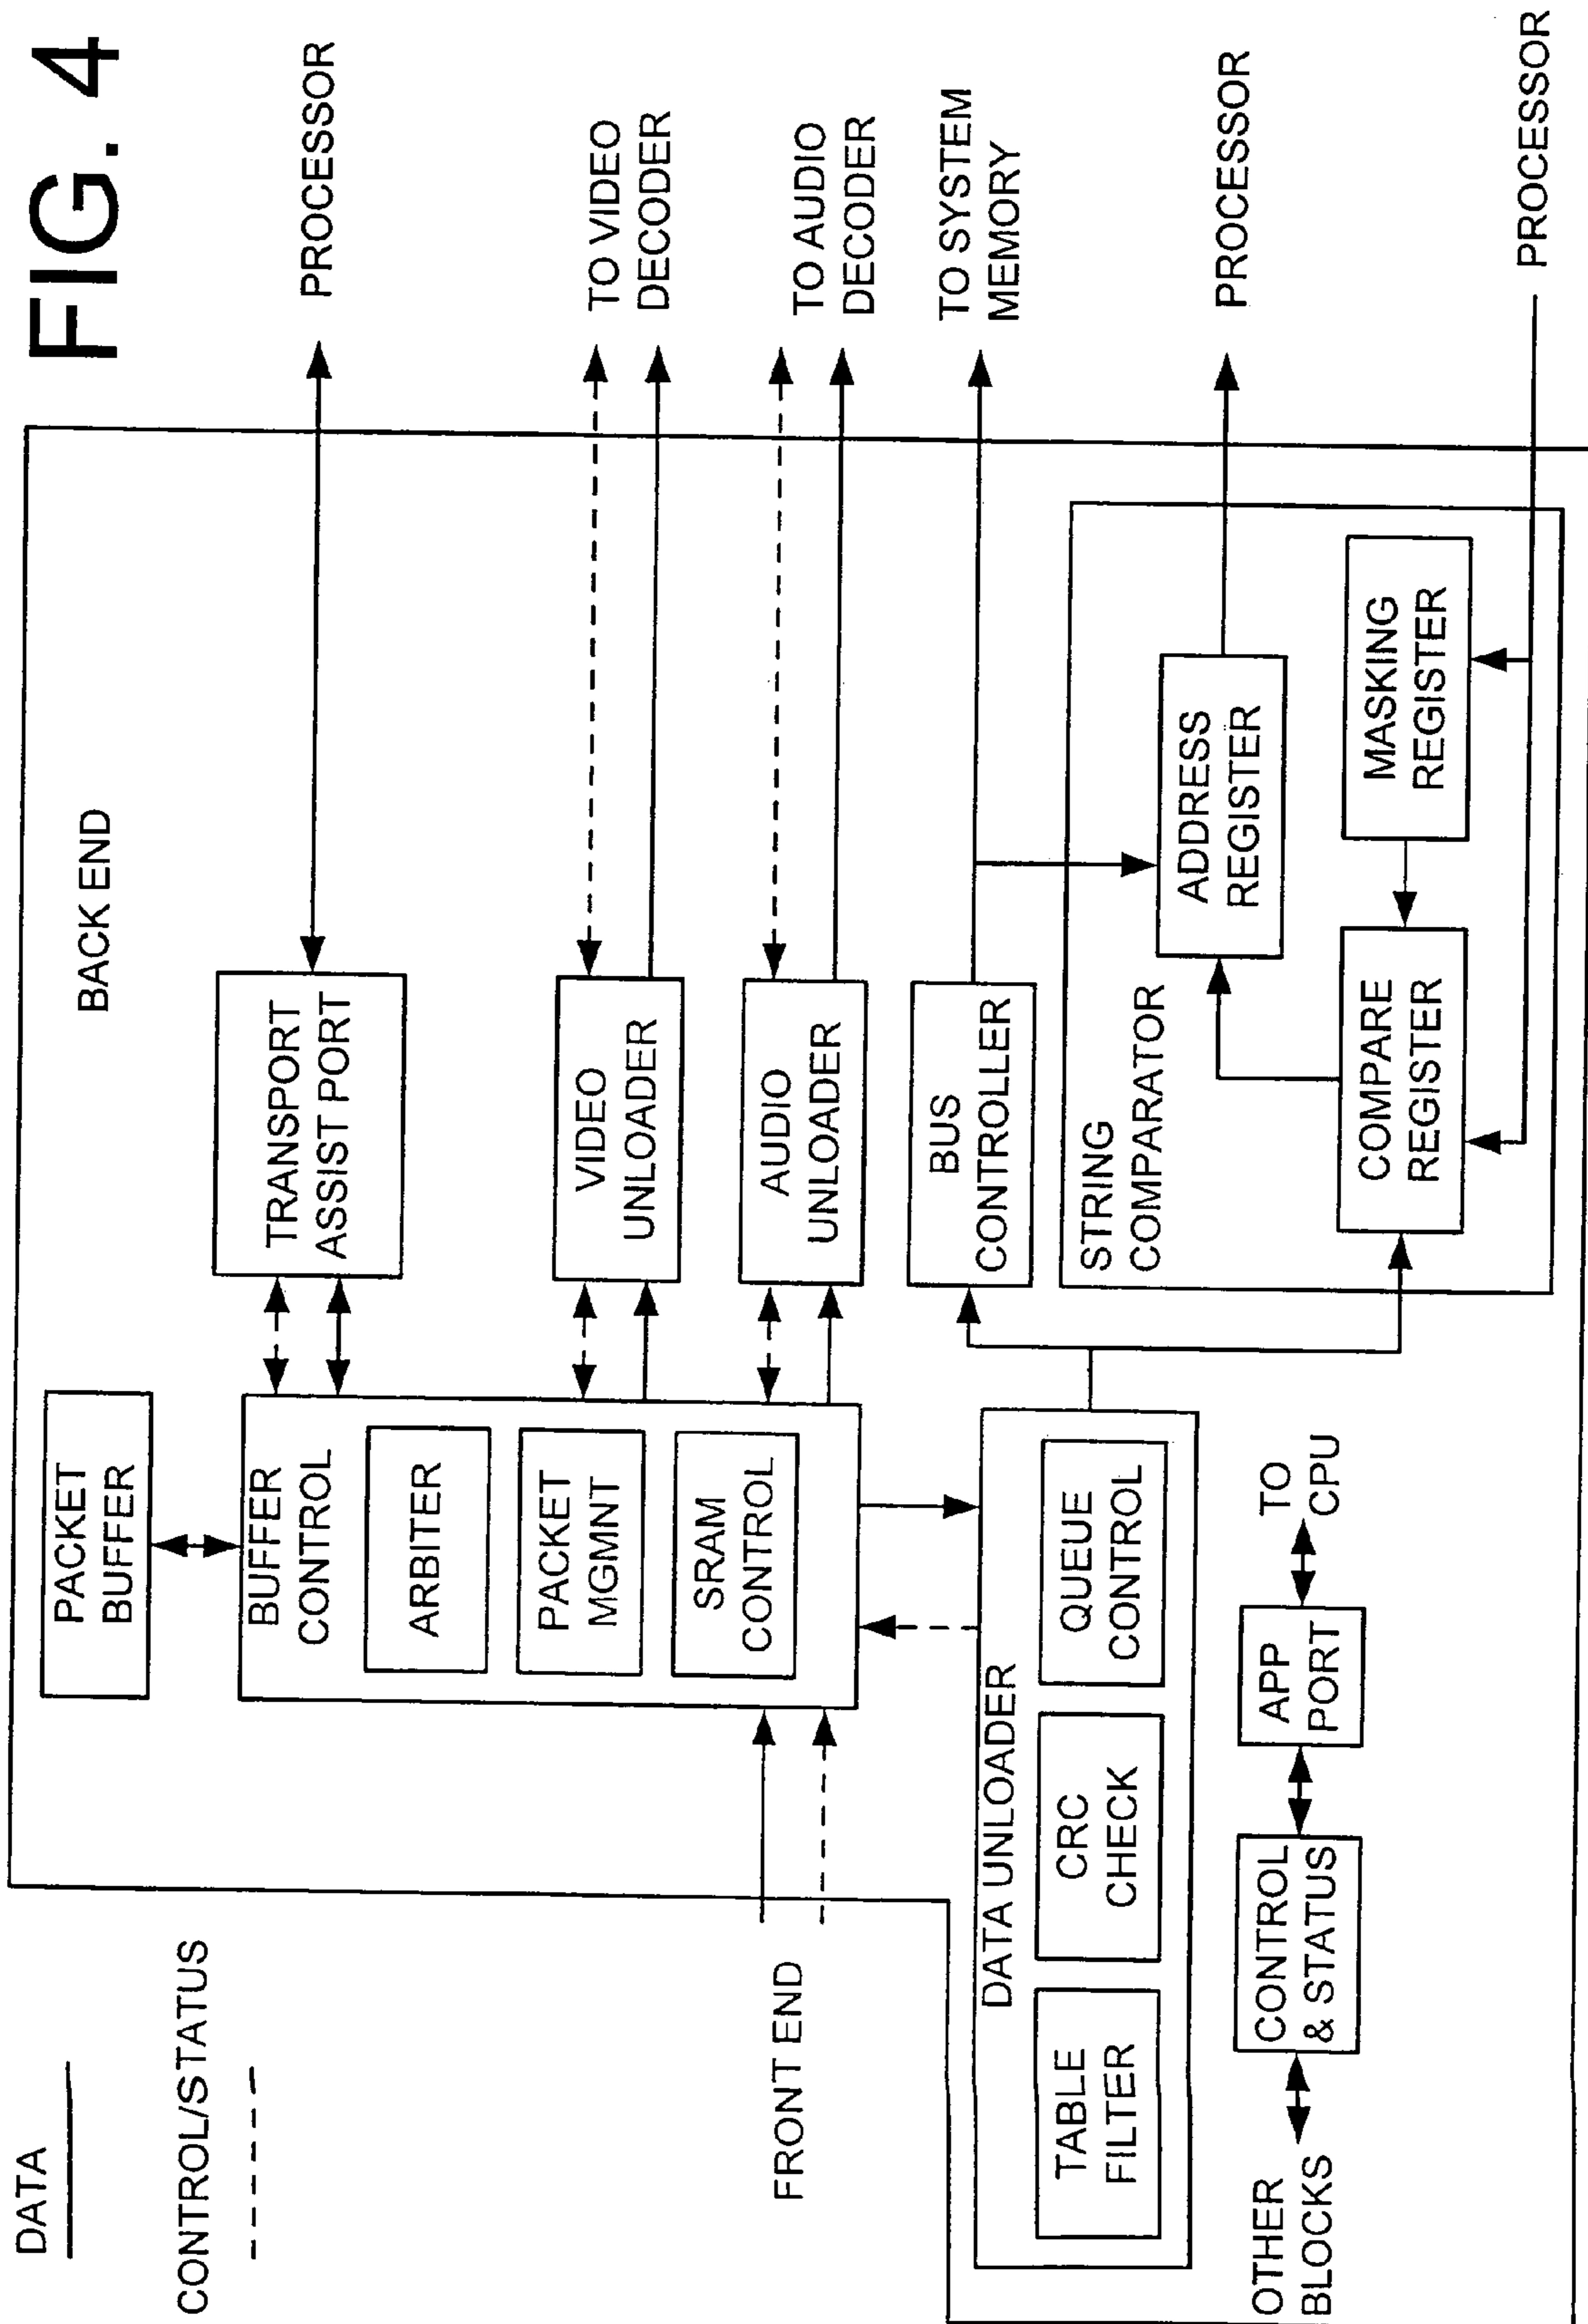 FIG. 4
DATA
CONTROL/STATUS
BACK END
PACKET
BUFFER
BUFFER
CONTROL
ARBITER
PACKET
MGMNT
SRAM
CONTROL
TRANSPORT
ASSIST PORT
PROCESSOR
VIDEO
UNLOADER
TO VIDEO
DECODER
AUDIO
UNLOADER
TO AUDIO
DECODER
FRONT END
BUS
CONTROLLER
TO SYSTEM
MEMORY
DATA UNLOADER
TABLE
FILTER
CRC
CHECK
QUEUE
CONTROL
STRING
COMPARATOR
ADDRESS
REGISTER
PROCESSOR
COMPARE
REGISTER
MASKING
REGISTER
PROCESSOR
OTHER
BLOCKS
CONTROL
& STATUS
APP
PORT
TO
CPU